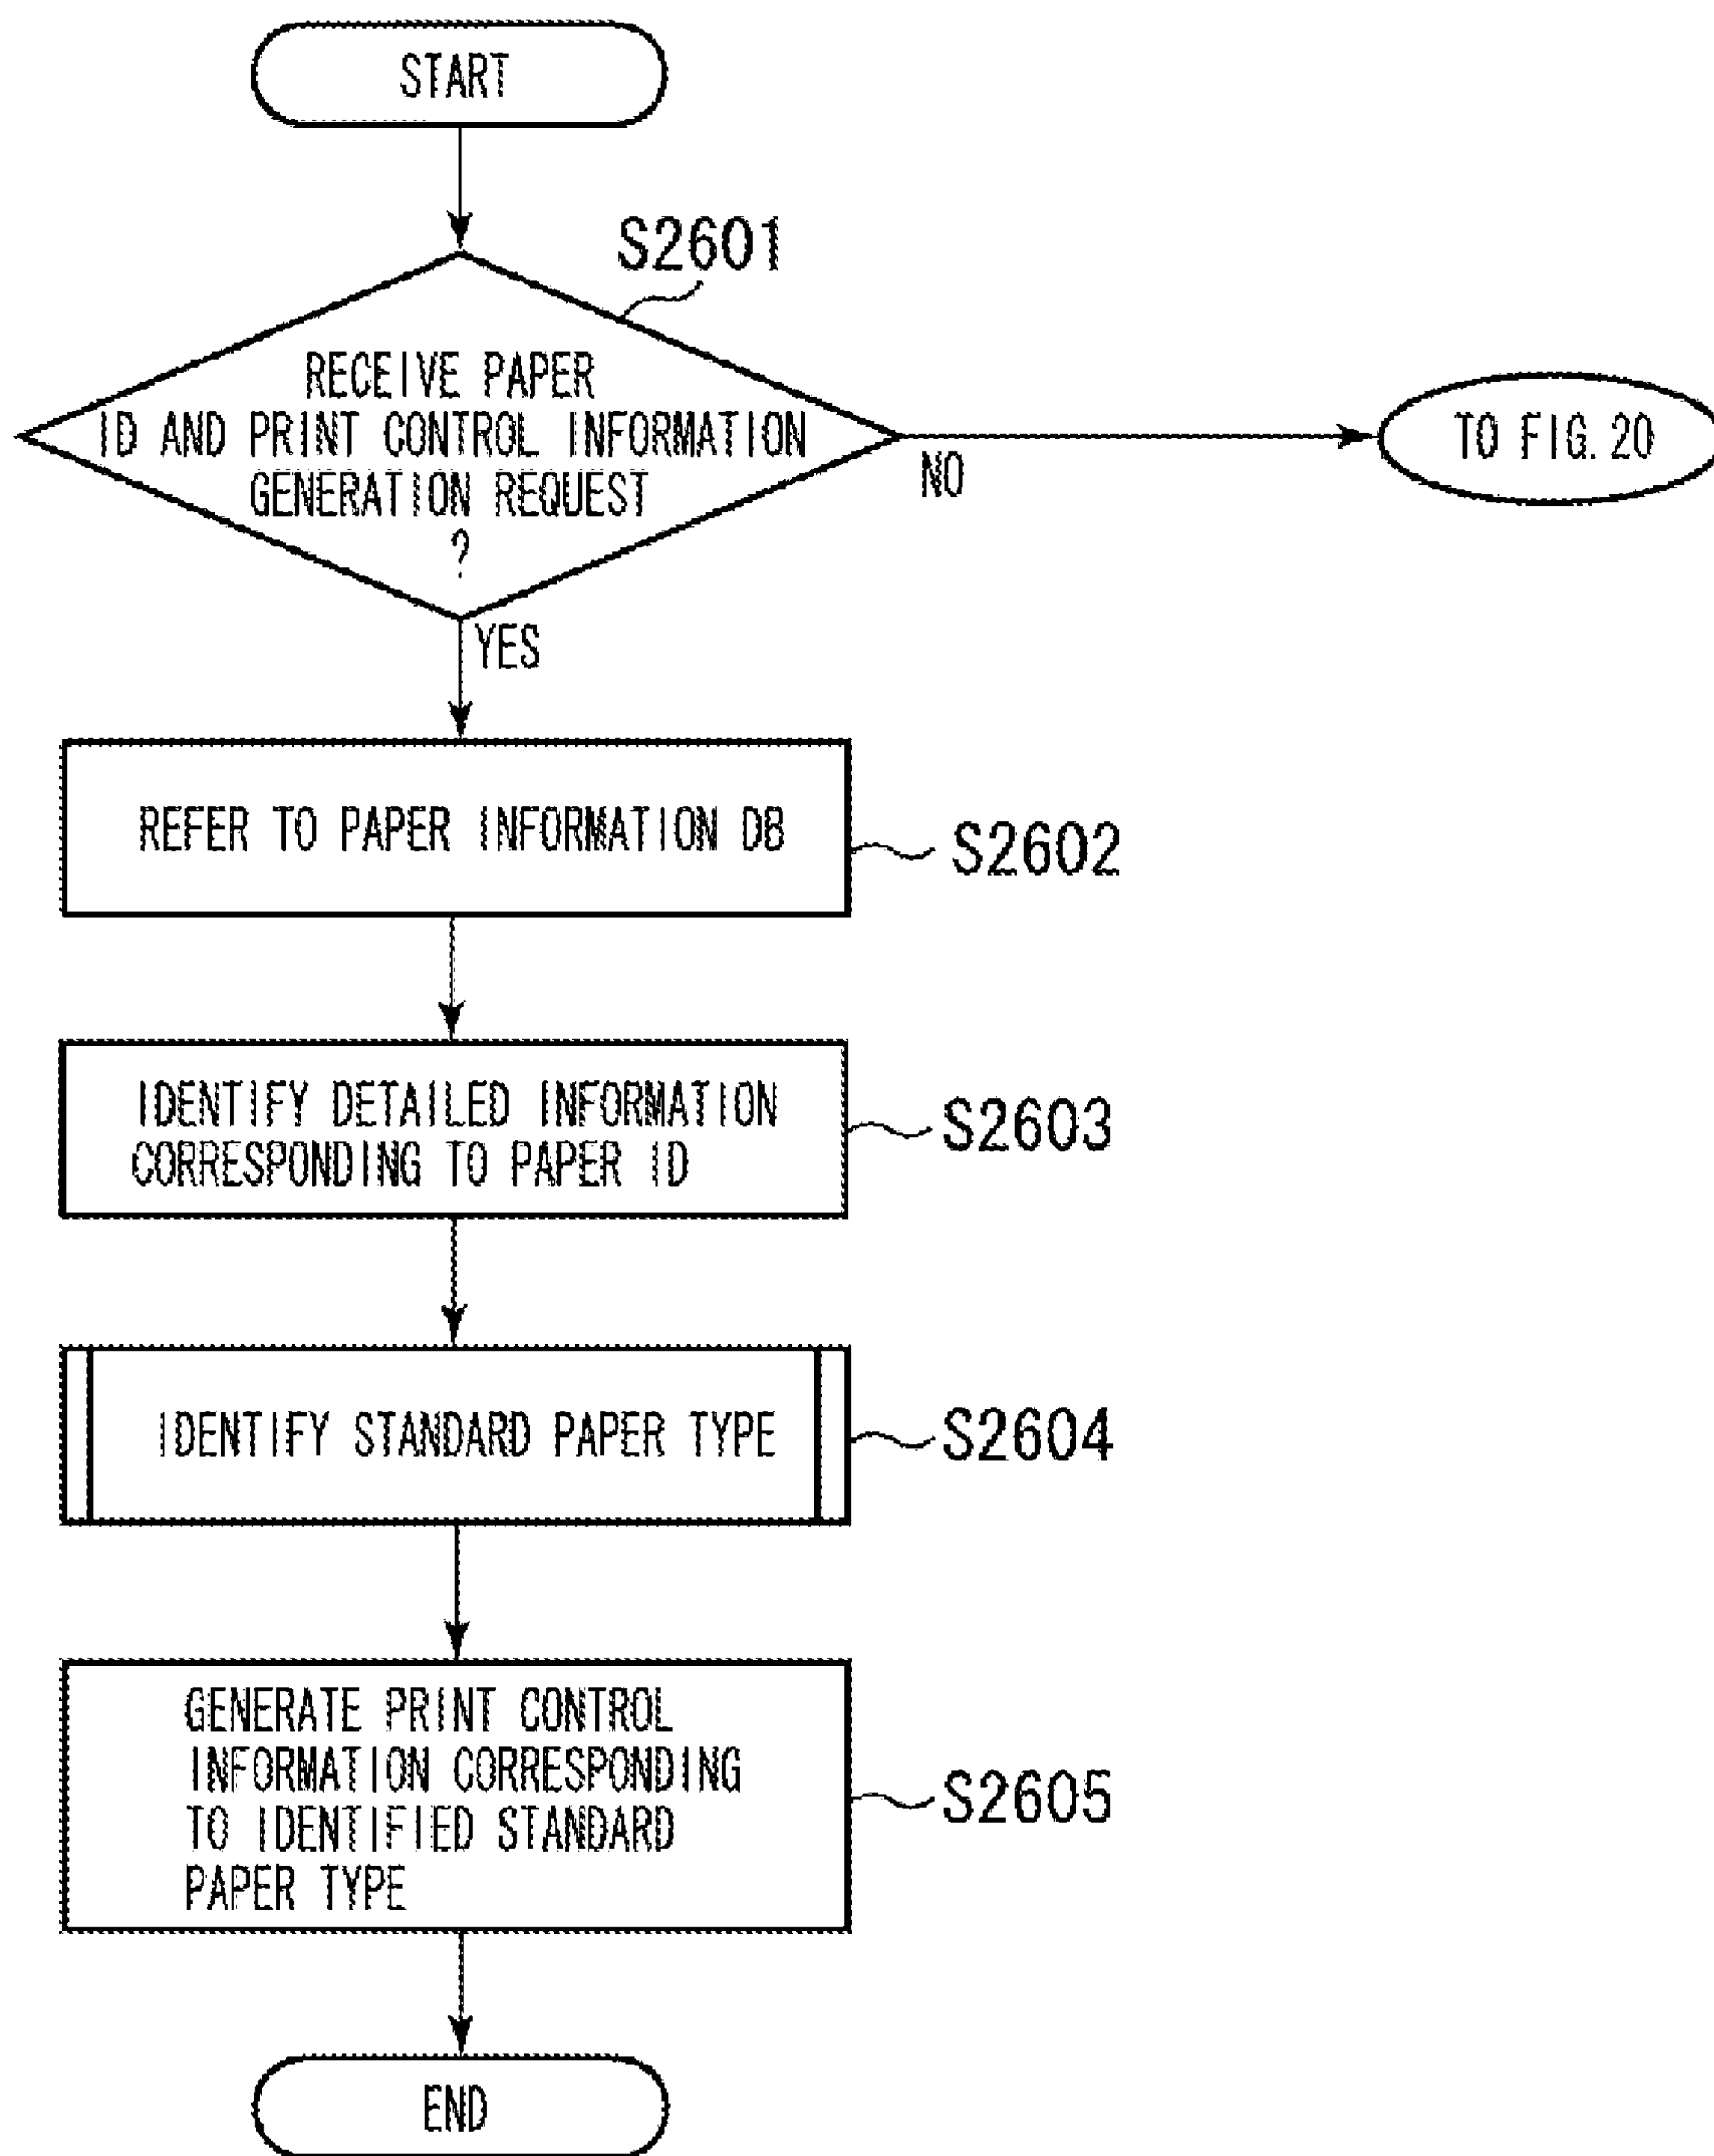 START
S2601
RECEIVE PAPER
ID AND PRINT CONTROL INFORMATION
GENERATION REQUEST
?
NO
TO FIG. 20
YES
REFER TO PAPER INFORMATION DB
S2602
IDENTIFY DETAILED INFORMATION
CORRESPONDING TO PAPER ID
S2603
IDENTIFY STANDARD PAPER TYPE
S2604
GENERATE PRINT CONTROL
INFORMATION CORRESPONDING
TO IDENTIFIED STANDARD
PAPER TYPE
S2605
END